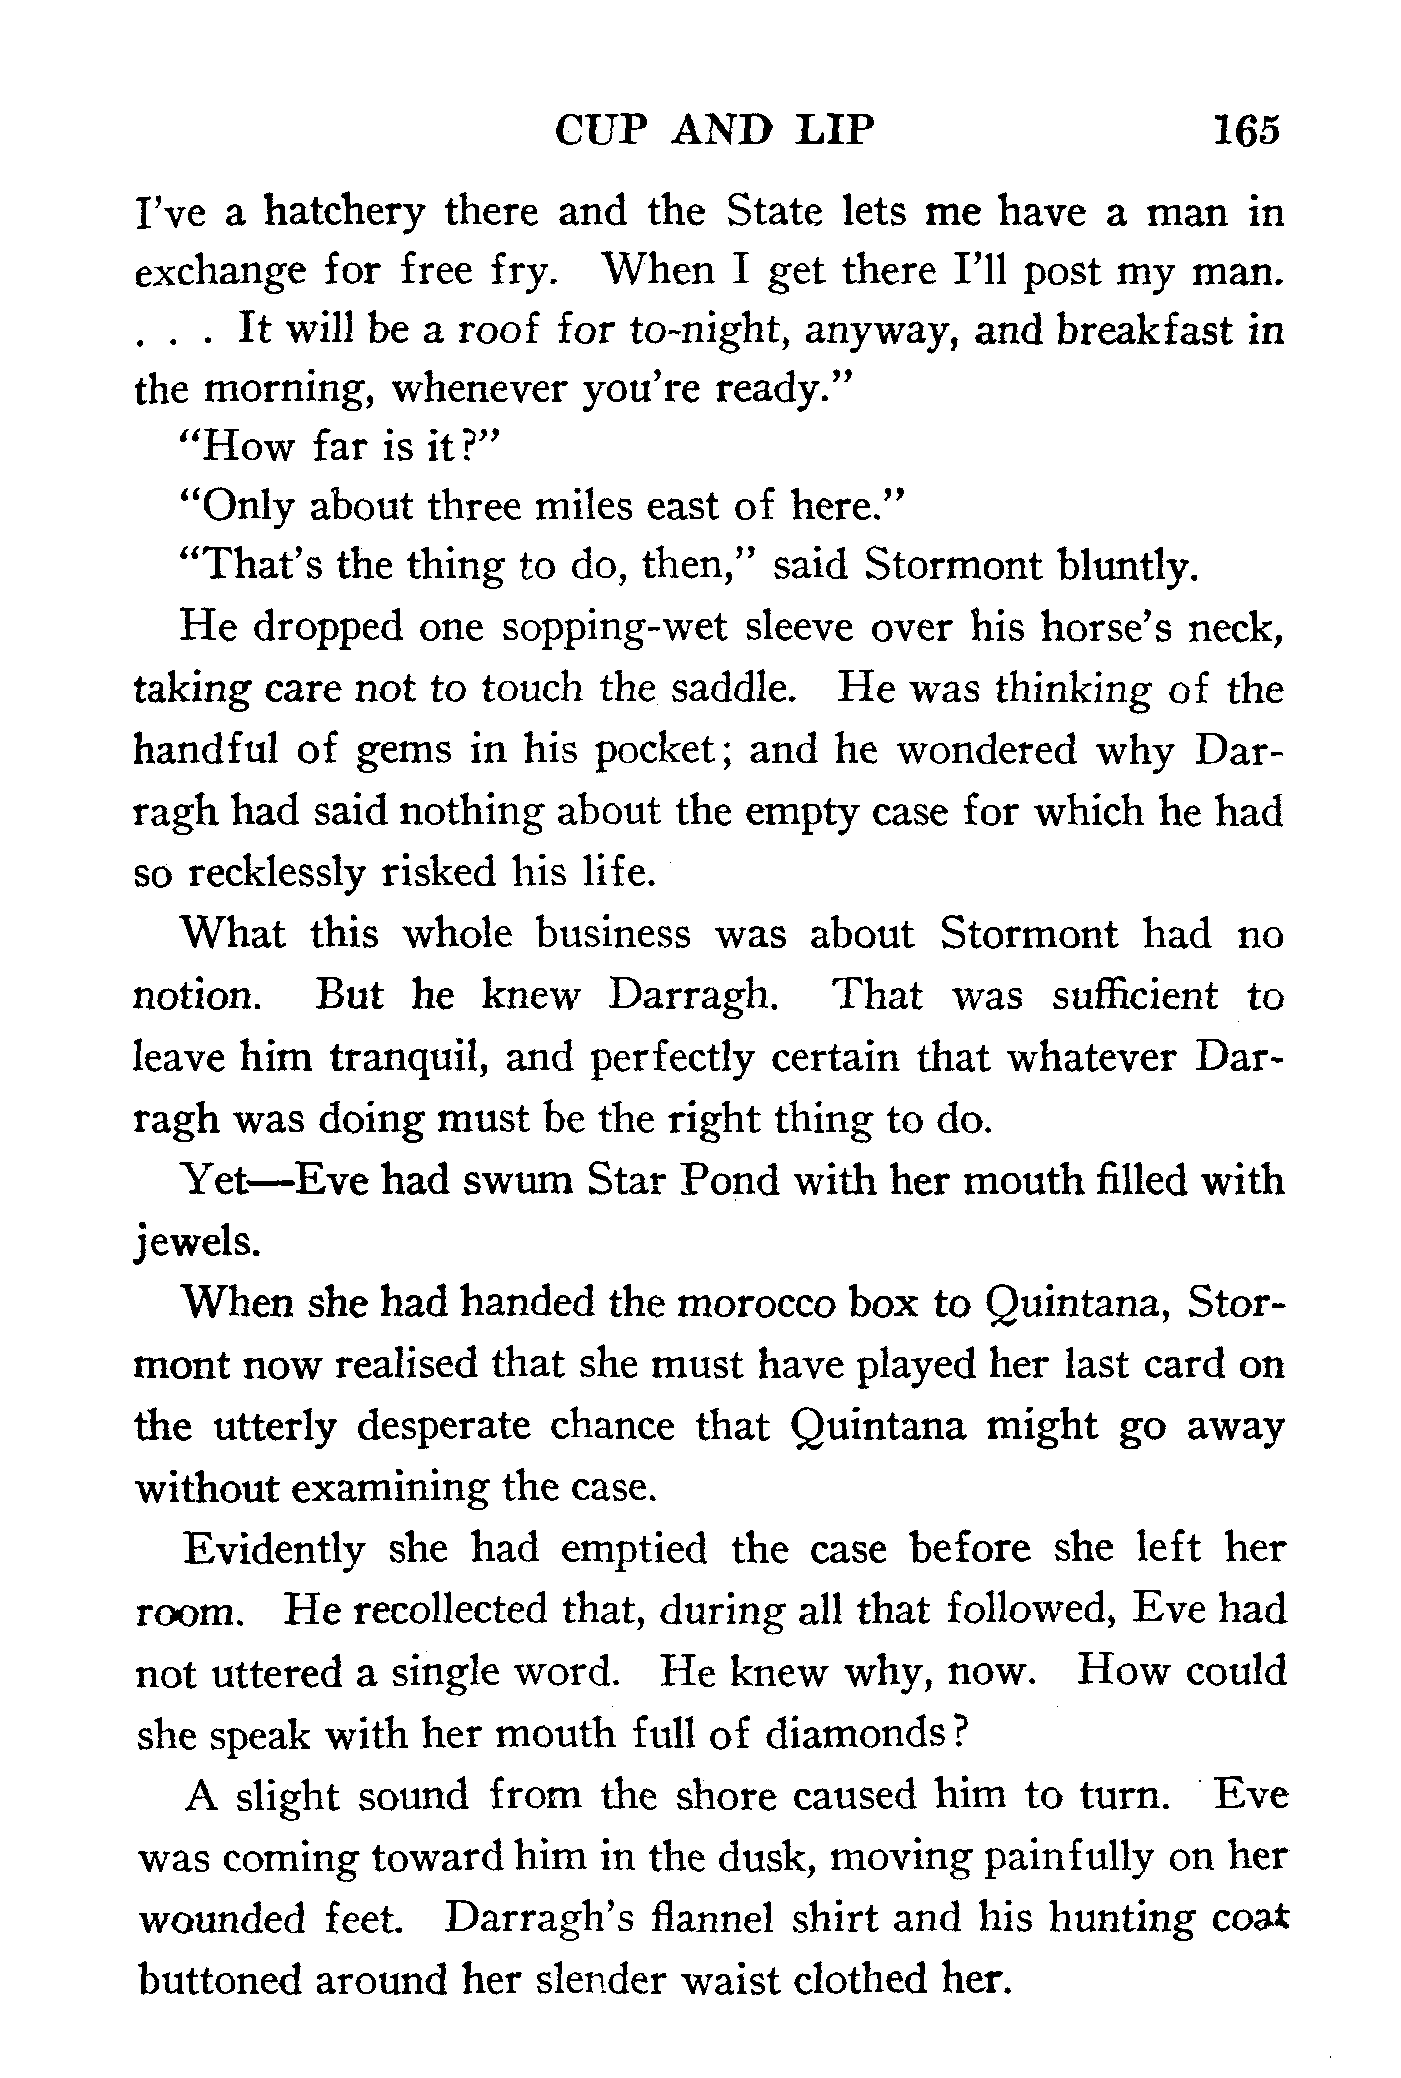 CUP AND LIP 165
I've a hatchery there and the State lets me have a man in
exchange for free fry. When I get there I'll post my man.
. . . It will be a roof for to-night, anyway, and breakfast in
the morning, whenever you're ready."
"How far is it?"
"Only about three miles east of here."
"That's the thing to do, then," said Stormont bluntly.
He dropped one sopping-wet sleeve over his horse's neck,
taking care not to touch the saddle. He was thinking of the
handful of gems in his pocket; and he wondered why Dar-
ragh had said nothing about the empty case for which he had
so recklessly risked his life.
What this whole business was about Stormont had no
notion. But he knew Darragh. That was sufficient to
leave him tranquil, and perfectly certain that whatever Dar-
ragh was doing must be the right thing to do.
Yet—Eve had swum Star Pond with her mouth filled with
jewels.
When she had handed the morocco box to Quintana, Stor-
mont now realised that she must have played her last card on
the utterly desperate chance that Quintana might go away
without examining the case.
Evidently she had emptied the case before she left her
room. He recollected that, during all that followed, Eve had
not uttered a single word. He knew why, now. How could
she speak with her mouth full of diamonds?
A slight sound from the shore caused him to turn. Eve
was coming toward him in the dusk, moving painfully on her
wounded feet. Darragh's flannel shirt and his hunting coat
buttoned around her slender waist clothed her.